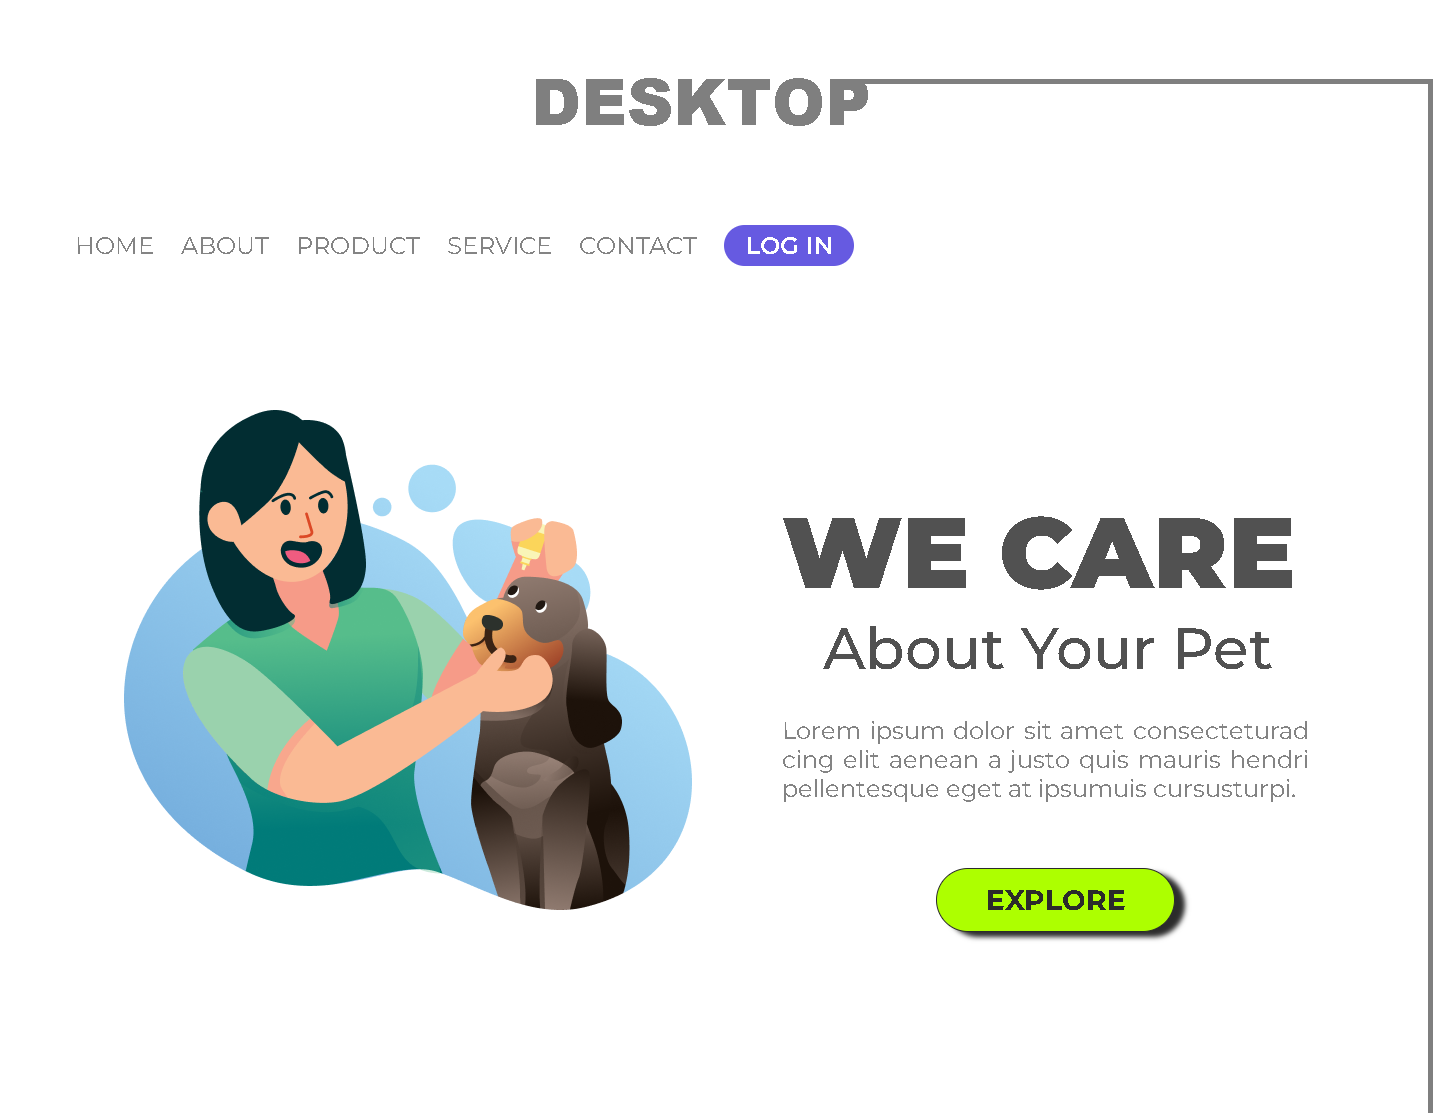 DESKTOP
HOME ABOUT PRODUCT SERVICE CONTACT LOG IN
WE CARE
About Your Pet
Lorem ipsum dolor sit amet consecteturad
cing elit aenean a justo quis mauris hendri
pellentesque eget at ipsumuis cursusturpi.
EXPLORE